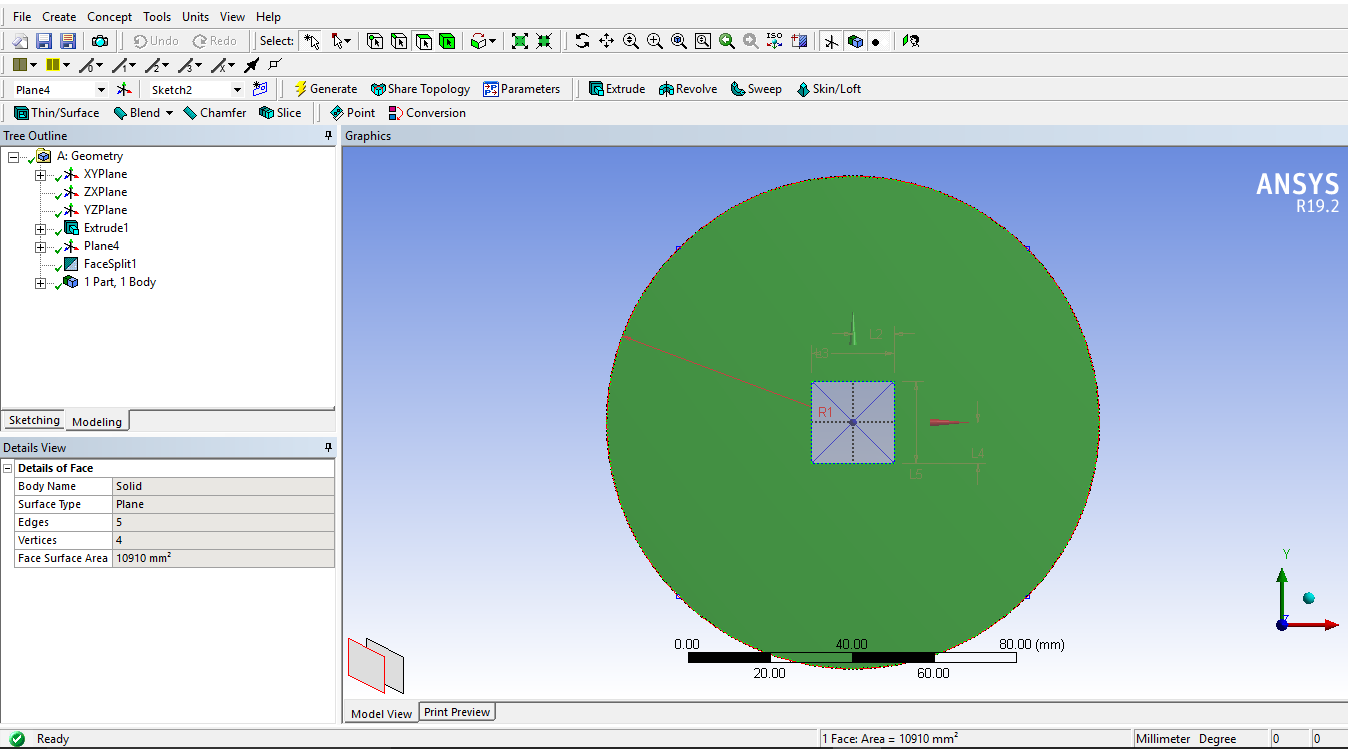 File Create Concept Tools Units View Help
Undo Redo Select: ISO
Plane4 Sketch2 Generate Share Topology Parameters Extrude Revolve Sweep Skin/Loft
Thin/Surface Blend Chamfer Slice Point Conversion
Tree Outline
A: Geometry
XYPlane
ZXPlane
YZPlane
Extrude1
Plane4
FaceSplit1
1 Part, 1 Body
Sketching Modeling
Details View
Details of Face
Body Name Solid
Surface Type Plane
Edges 5
Vertices 4
Face Surface Area 10910 mm²
Graphics
ANSYS
R19.2
L2
L3
R1
L4
L5
Y
0.00 40.00 80.00 (mm)
20.00 60.00
Model View Print Preview
Ready 1 Face: Area = 10910 mm² Millimeter Degree 0 0